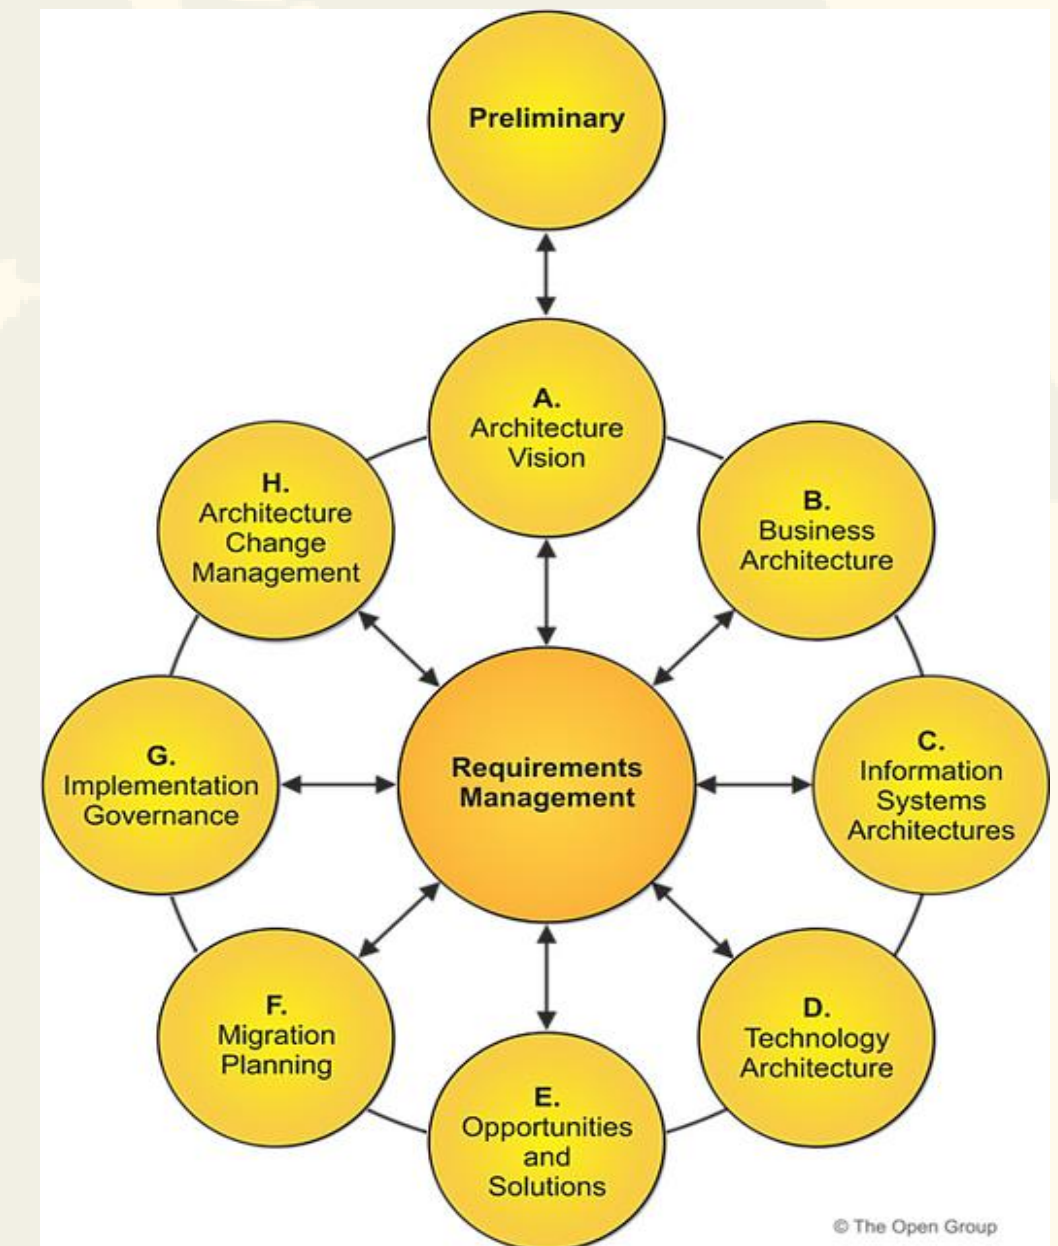 Preliminary
A.
Architecture
Vision
B.
Business
Architecture
C.
Information
Systems
Architectures
D.
Technology
Architecture
E.
Opportunities
and
Solutions
F.
Migration
Planning
G.
Implementation
Governance
H.
Architecture
Change
Management
Requirements
Management
© The Open Group